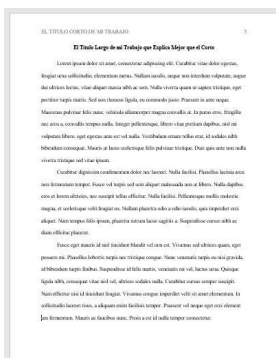 EL TITULO CORTO DE MI TRABAJO 3
El Titulo Largo de mi Trabajo que Explica Mejor que el Corto
Lorem ipsum dolor sit amet, consectetur adipiscing elit. Curabitur vitae dolor egestas,
feugiat urna sollicitudin, elementum metus. Nullam iaculis, neque non interdum vulputate, augue
dui ultrices lectus, vitae aliquet massa nibh ac sem. Nulla viverra quam ut sapien tristique, eget
porttitor turpis mattis. Sed non rhoncus ligula, eu commodo justo. Praesent in ante neque.
Maecenas pulvinar felis nunc, vehicula ullamcorper magna convallis at. In purus eros, fringilla
nec arcu a, convallis tempus nulla. Integer pellentesque, libero vitae pretium dapibus, nisl mi
vulputate libero, eget egestas ante est vel nulla. Vestibulum ornare tellus erat, id sodales nibh
bibendum consequat. Mauris at lacus scelerisque felis pulvinar tristique. Duis quis ante non nulla
viverra tristique sed vitae ipsum.
Curabitur dignissim condimentum dolor nec laoreet. Nulla facilisi. Phasellus lacinia arcu
non fermentum tempor. Fusce vel turpis sed sem aliquet malesuada non at libero. Nulla dapibus
eros et lorem ultricies, nec suscipit tellus efficitur. Nulla facilisi. Pellentesque mollis molestie
magna, et scelerisque velit feugiat eu. Nullam pharetra odio a odio iaculis, quis imperdiet orci
aliquet. Nam tempus felis ipsum, pharetra rutrum lacus sagittis a. Suspendisse cursus nibh ac
diam efficitur placerat.
Fusce eget mauris id nisl tincidunt blandit vel non est. Vivamus sed ultrices quam, eget
posuere mi. Phasellus lobortis turpis nec tristique congue. Nunc venenatis turpis eu nisi gravida,
id bibendum turpis finibus. Suspendisse id felis mattis, venenatis est vel, luctus urna. Quisque
ligula nibh, consequat vitae nisl vel, ultrices sodales nulla. Curabitur cursus semper suscipit.
Nam efficitur nisi id tincidunt feugiat. Vivamus congue imperdiet velit sit amet elementum. In
sollicitudin laoreet risus, a aliquam enim facilisis tempor. Praesent vel neque eget orci element
um fermentum. Mauris ac faucibus nunc. Proin a est id nulla tempor consectetur.